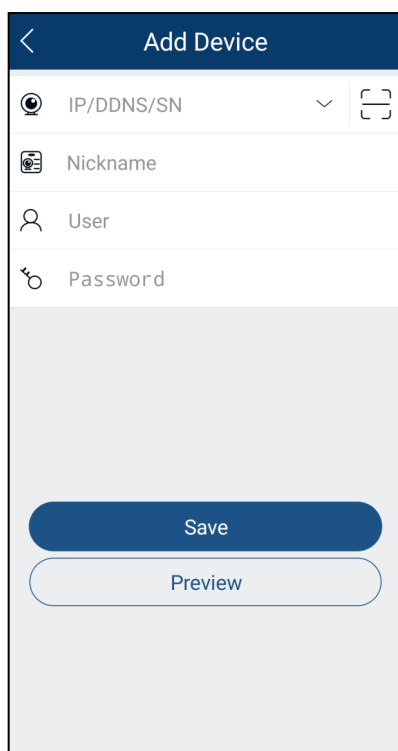 Add Device
IP/DDNS/SN
Nickname
User
Password
Save
Preview